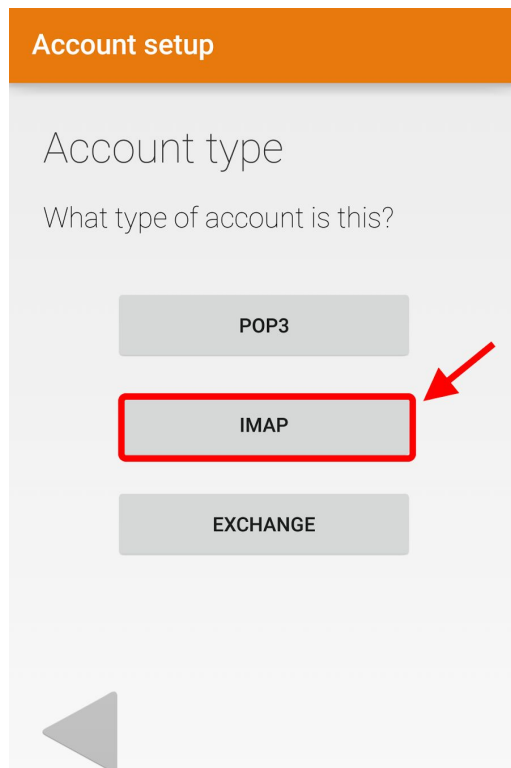 Account setup
Account type
What type of account is this?
POP3
IMAP
EXCHANGE